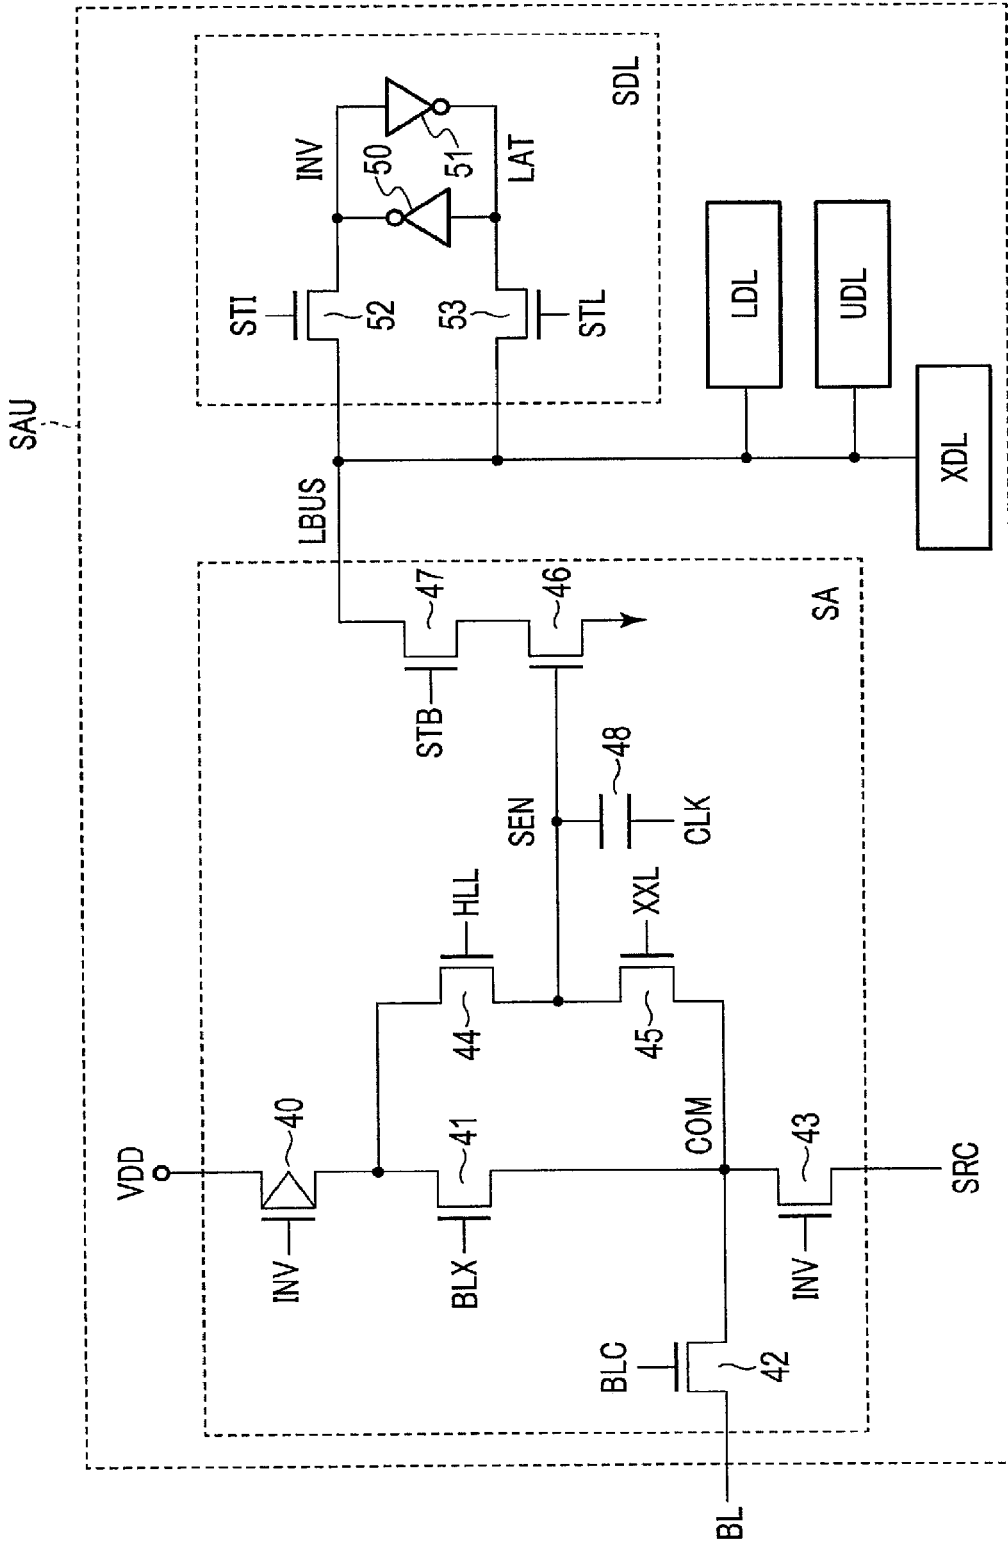 SAU
VDD
INV
40
BLX
41
HLL
44
SEN
STB
47
46
48
CLK
XXL
45
COM
BLC
42
INV
43
SRC
BL
SA
LBUS
STI
52
INV
50
51
LAT
53
STL
SDL
LDL
UDL
XDL